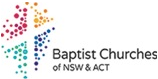 Baptist Churches
of NSW & ACT